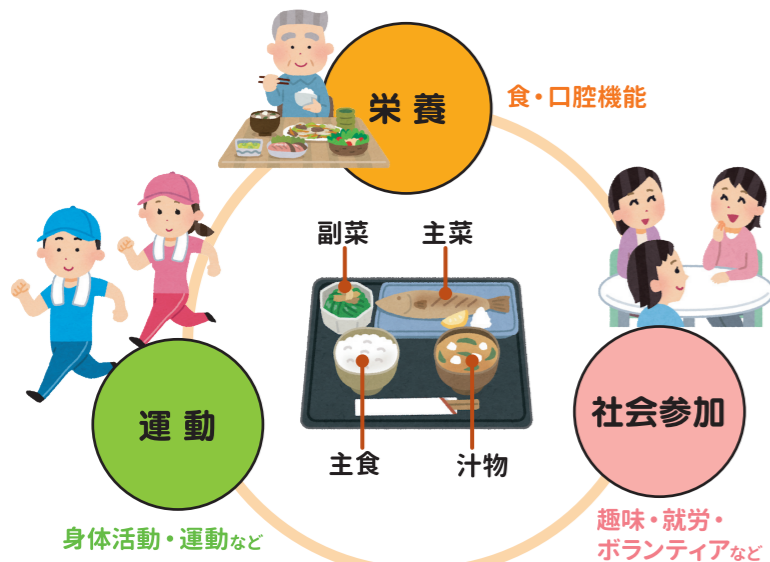 栄養
食・口腔機能
副菜
主菜
運動
社会参加
主食
汁物
身体活動・運動など
趣味・就労・
ボランティアなど